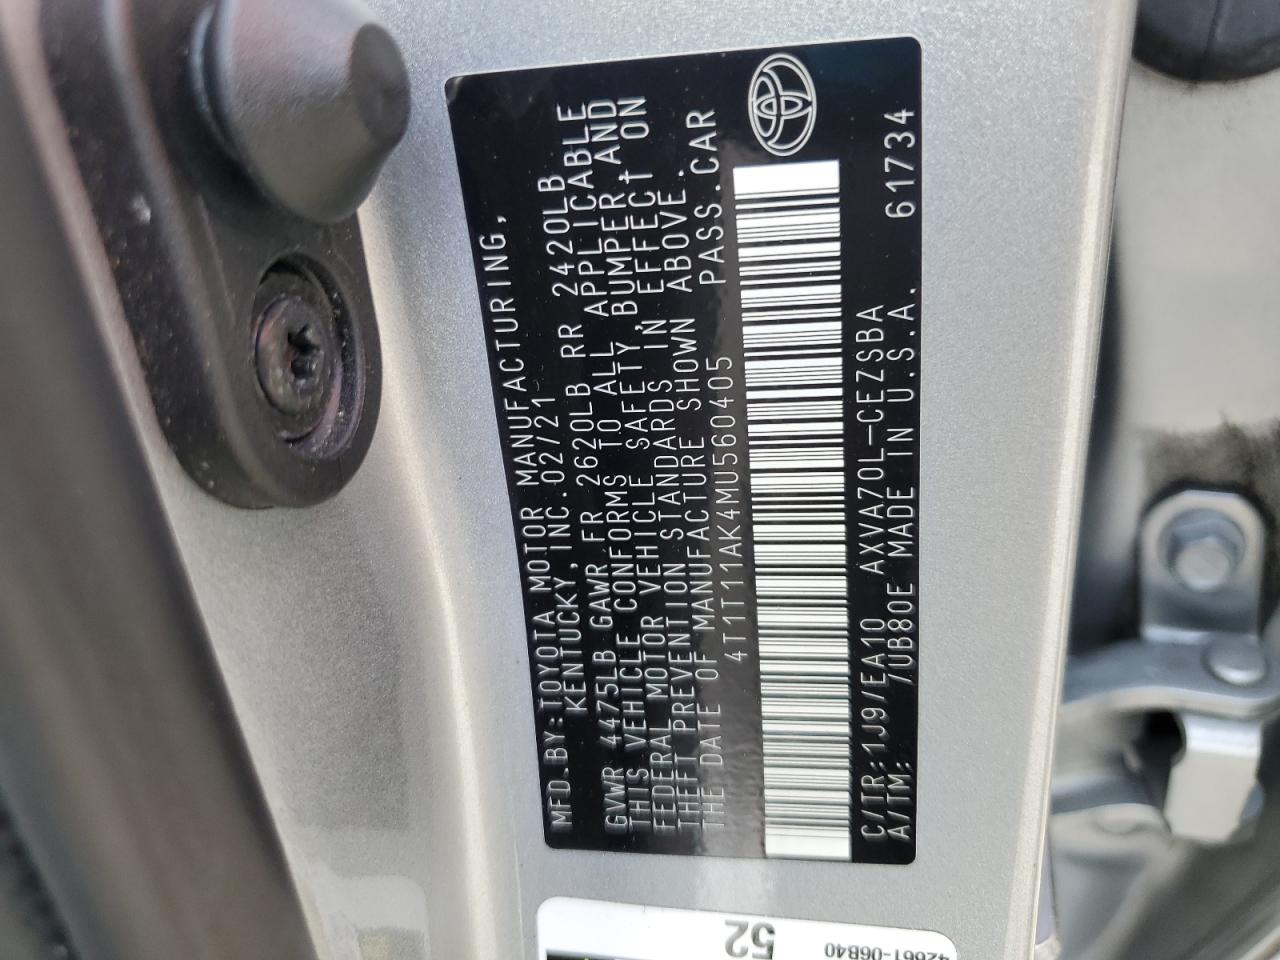 MFD.BY:TOYOTA MOTOR MANUFACTURING,
KENTUCKY,INC.02/21
GVWR 4475LB GAWR FR 2620LB RR 2420LB
THIS VEHICLE CONFORMS TO ALL APPLICABLE
FEDERAL MOTOR VEHICLE SAFETY,BUMPER,AND
THEFT PREVENTION STANDARDS IN EFFECT ON
THE DATE OF MANUFACTURE SHOWN ABOVE.
4T1T11AK4MU560405 PASS.CAR
C/TR:1J9/EA10 AXVA70L-CEZSBA
A/TM: /UB80E MADE IN U.S.A. 61734
52
42661-06B40